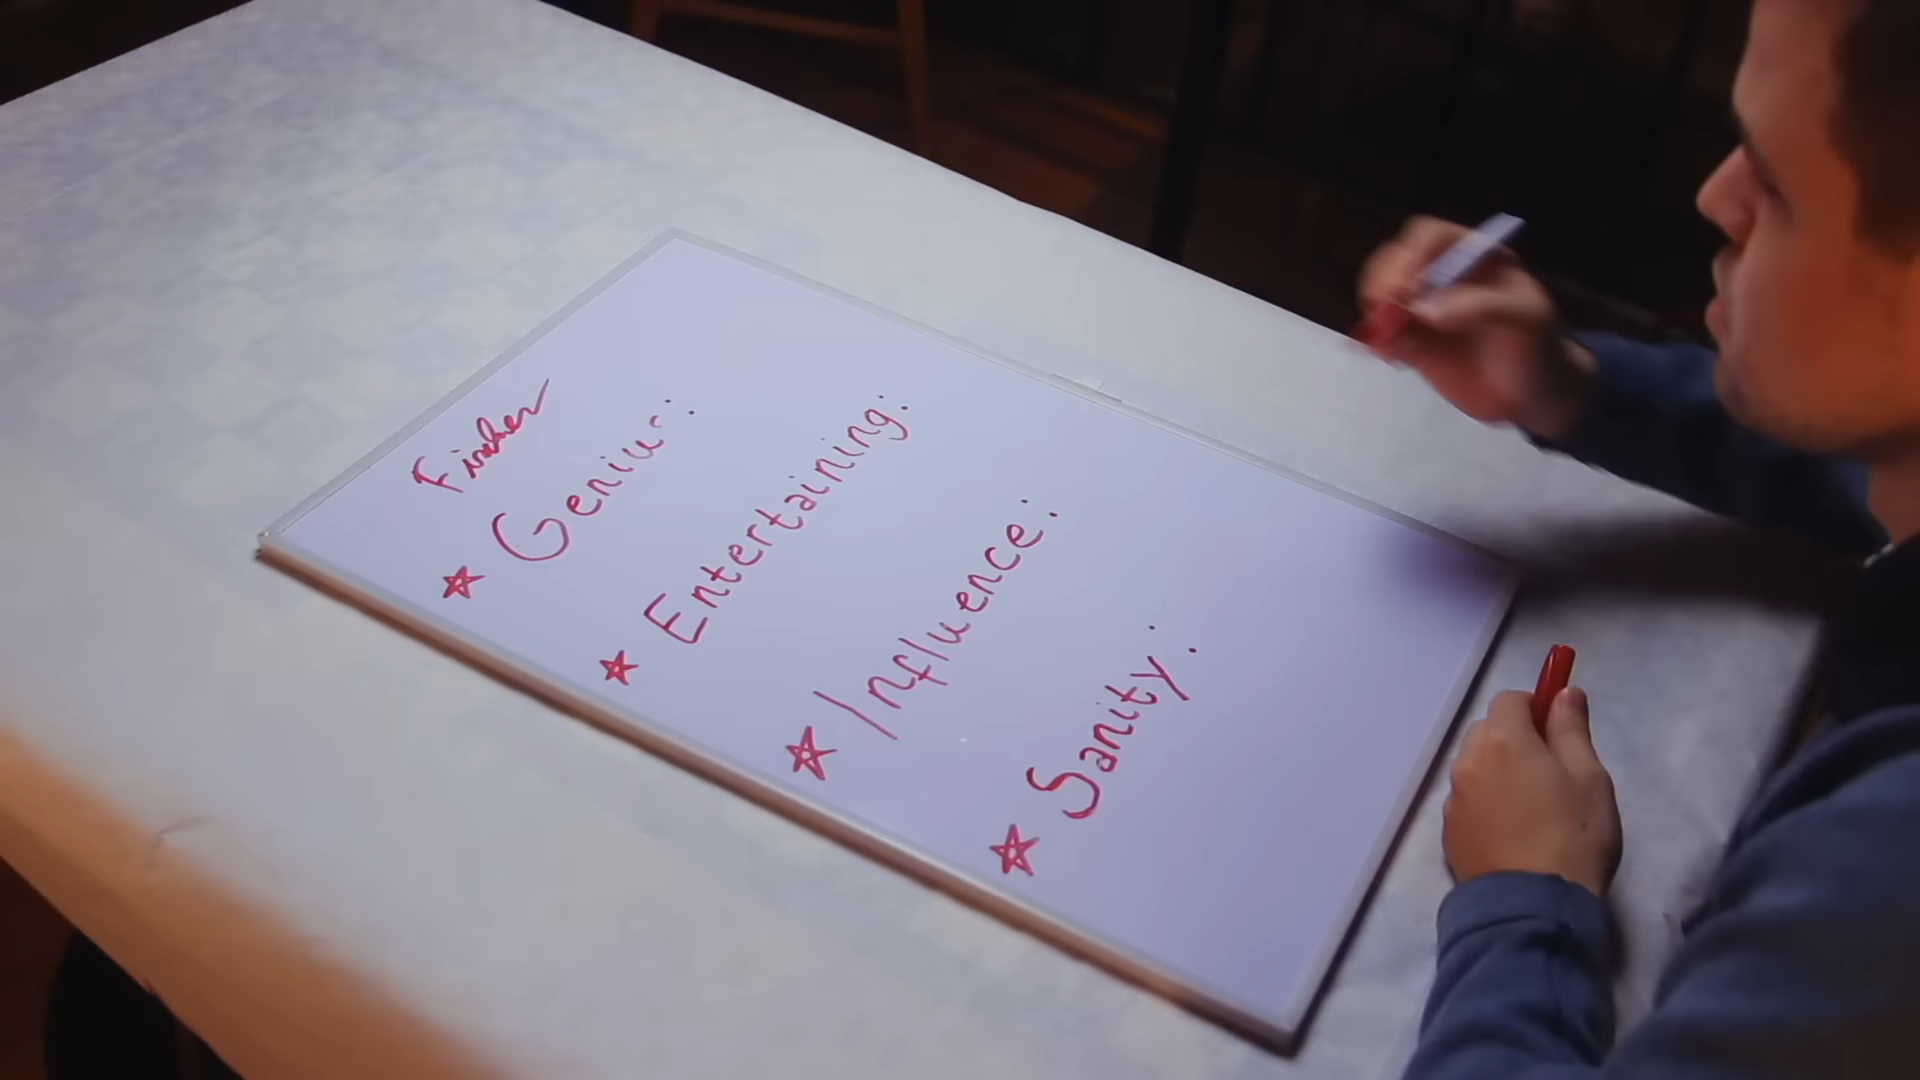 Fischer
☆ Genius:
☆ Entertaining:
☆ Influence:
☆ Sanity: